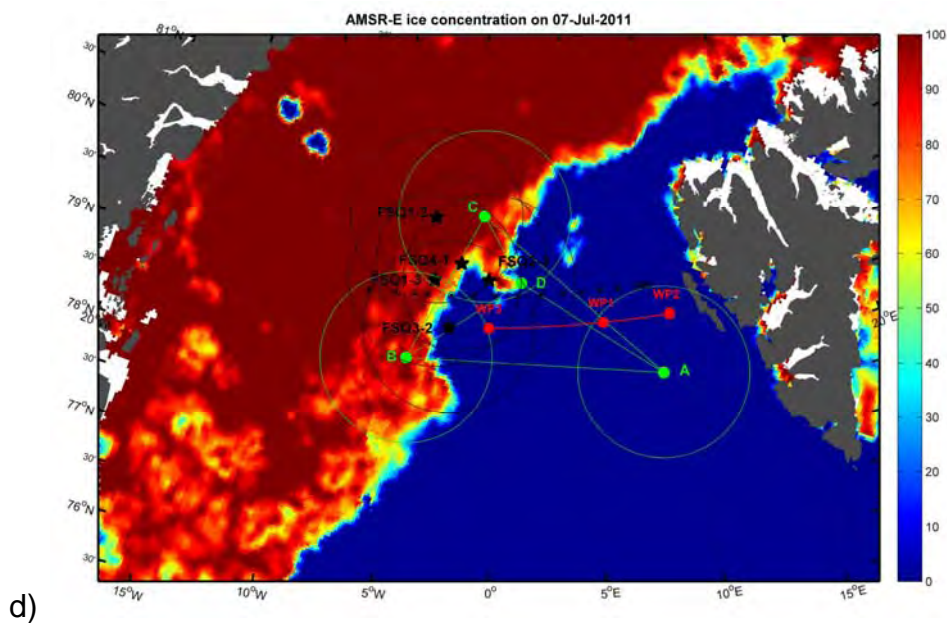 AMSR-E ice concentration on 07-Jul-2011
81°N
30'
80°N
30'
79°N
30'
78°N
30'
77°N
30'
76°N
30'
15°W
10°W
5°W
0°
5°E
10°E
15°E
20°E
100
90
80
70
60
50
40
30
20
10
0
C
FSQ1-2
FSQ4-1
FSQ1-3
D
WP3
WP1
WP2
FSQ3-2
B
A
d)